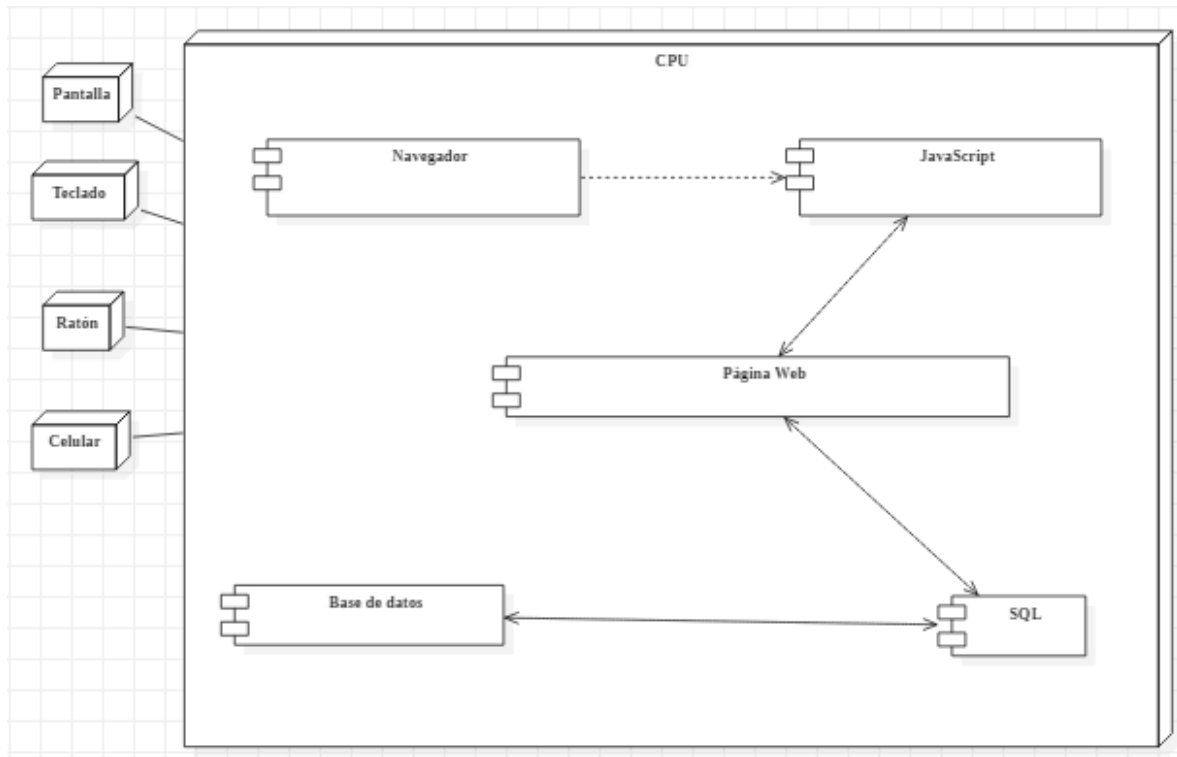 CPU
Pantalla
Navegador
JavaScript
Teclado
Ratón
Página Web
Celular
Base de datos
SQL